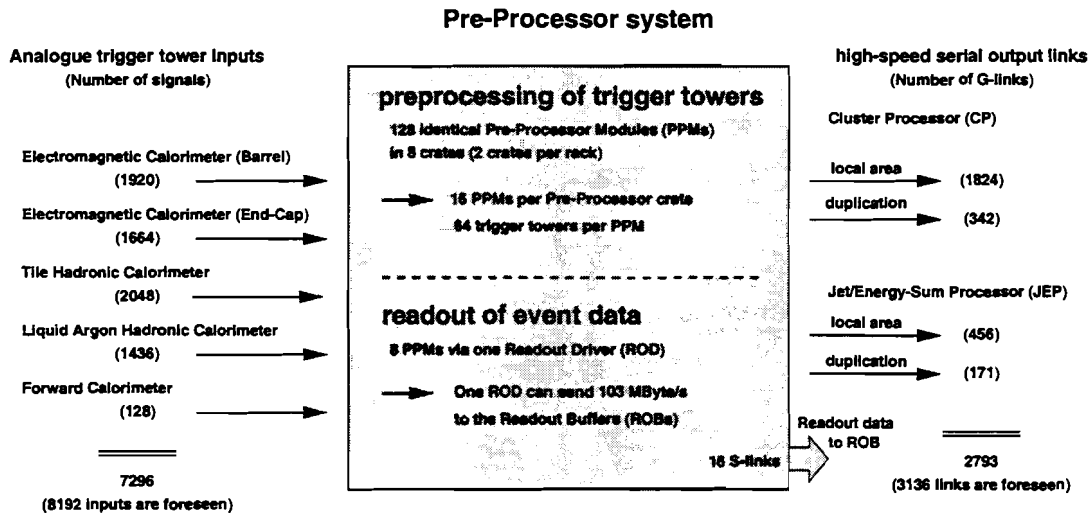 Pre-Processor system
Analogue trigger tower Inputs
(Number of signals)
Electromagnetic Calorimeter (Barrel)
(1920)
Electromagnetic Calorimeter (End-Cap)
(1664)
Tile Hadronic Calorimeter
(2048)
Liquid Argon Hadronic Calorimeter
(1436)
Forward Calorimeter
(128)
7296
(8192 inputs are foreseen)
preprocessing of trigger towers
128 identical Pre-Processor Modules (PPMs)
in 8 crates (2 crates per rack)
16 PPMs per Pre-Processor crate
64 trigger towers per PPM
readout of event data
8 PPMs via one Readout Driver (ROD)
One ROD can send 103 MByte/s
to the Readout Buffers (ROBs)
16 S-links
Readout data
to ROB
high-speed serial output links
(Number of G-links)
Cluster Processor (CP)
local area
(1824)
duplication
(342)
Jet/Energy-Sum Processor (JEP)
local area
(456)
duplication
(171)
2793
(3136 links are foreseen)